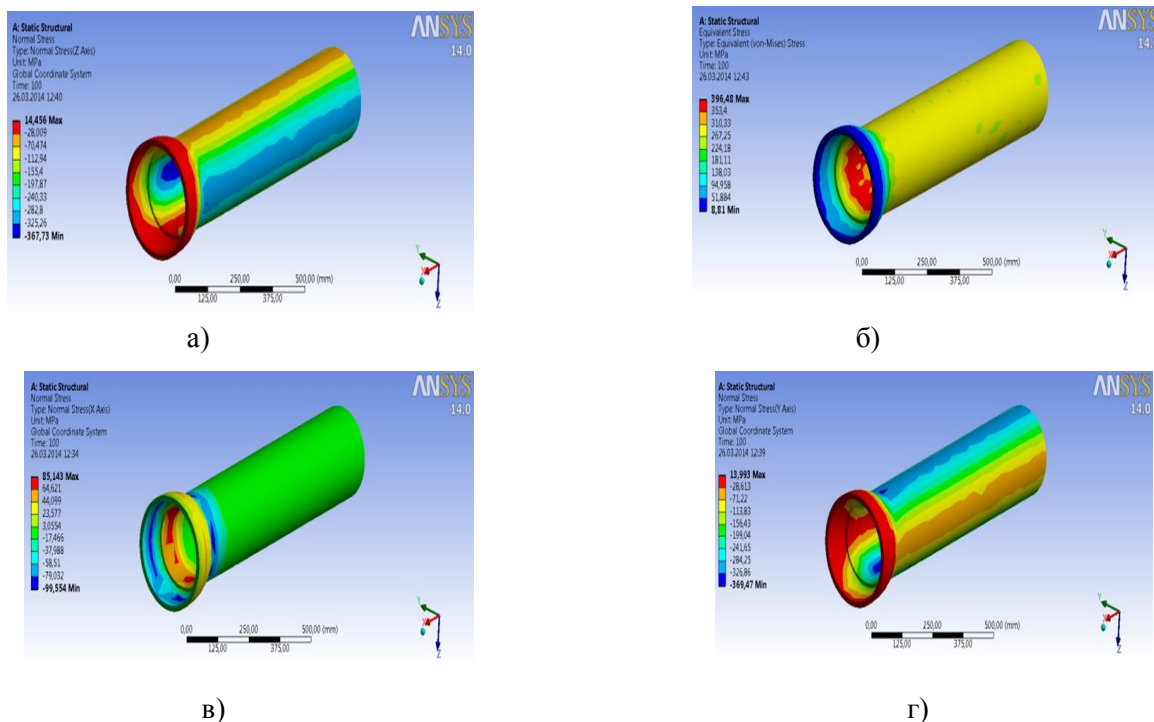 A: Static Structural
Normal Stress
Type: Normal Stress(Z Axis)
Unit: MPa
Global Coordinate System
Time: 100
26.03.2014 12:40
14,456 Max
-28,009
-70,474
-112,94
-155,4
-197,87
-240,33
-282,8
-325,26
-367,73 Min
ANSYS
14.0
0,00 250,00 500,00 (mm)
125,00 375,00
Y
X
Z
а)
A: Static Structural
Equivalent Stress
Type: Equivalent (von-Mises) Stress
Unit: MPa
Time: 100
26.03.2014 12:43
396,48 Max
353,4
310,33
267,25
224,18
181,11
138,03
94,958
51,884
8,81 Min
ANSYS
14.0
0,00 250,00 500,00 (mm)
125,00 375,00
Y
X
Z
б)
A: Static Structural
Normal Stress
Type: Normal Stress(X Axis)
Unit: MPa
Global Coordinate System
Time: 100
26.03.2014 12:34
85,143 Max
64,621
44,099
23,577
3,0554
-17,466
-37,988
-58,51
-79,032
-99,554 Min
ANSYS
14.0
0,00 250,00 500,00 (mm)
125,00 375,00
Y
X
Z
в)
A: Static Structural
Normal Stress
Type: Normal Stress(Y Axis)
Unit: MPa
Global Coordinate System
Time: 100
26.03.2014 12:39
13,993 Max
-28,613
-71,22
-113,83
-156,43
-199,04
-241,65
-284,25
-326,86
-369,47 Min
ANSYS
14.0
0,00 250,00 500,00 (mm)
125,00 375,00
Y
X
Z
г)